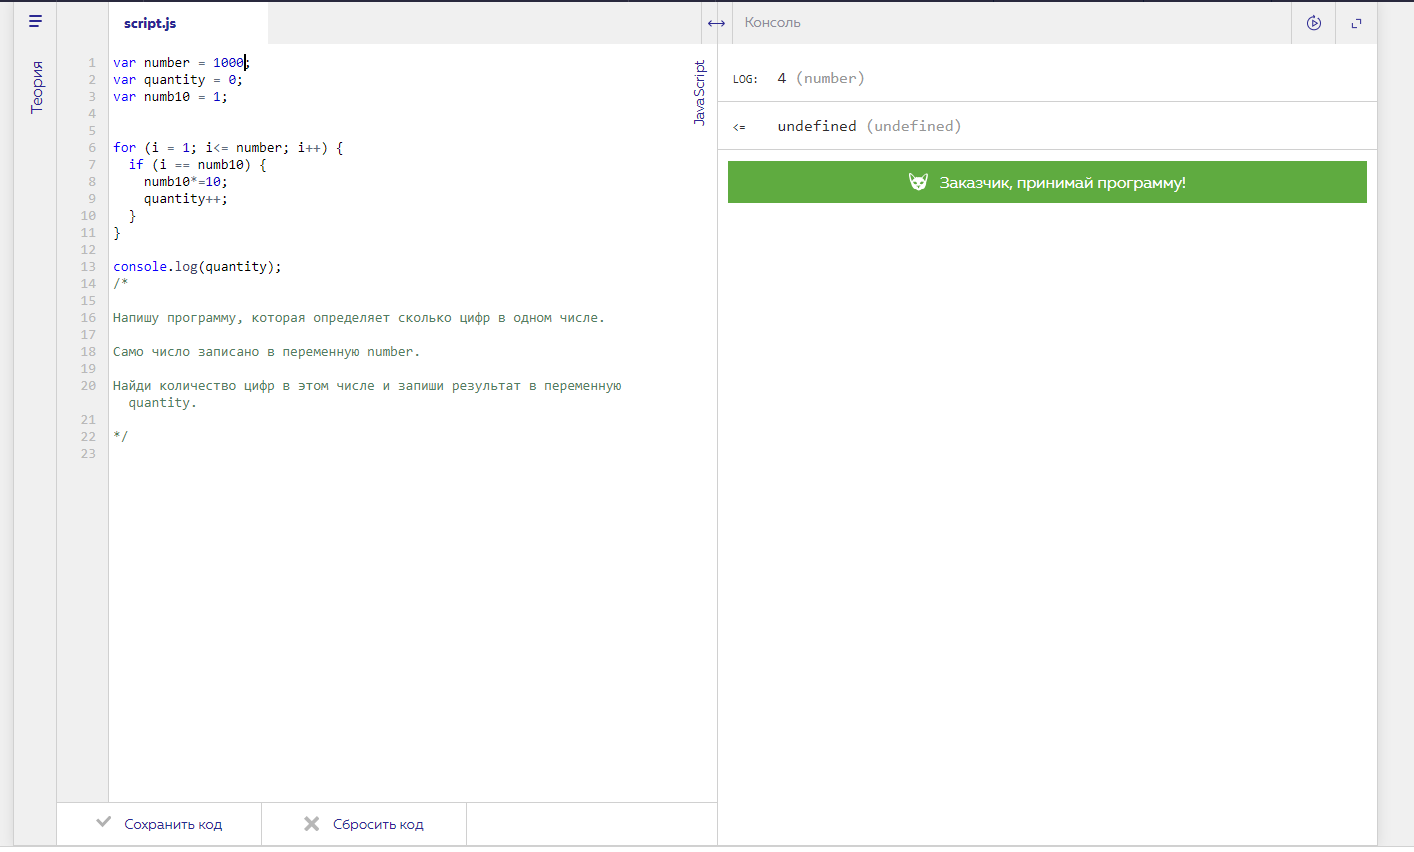 script.js
Консоль
Теория
JavaScript
1 var number = 1000;
2 var quantity = 0;
3 var numb10 = 1;
4
5
6 for (i = 1; i<= number; i++) {
7 if (i == numb10) {
8 numb10*=10;
9 quantity++;
10 }
11 }
12
13 console.log(quantity);
14 /*
15
16 Напишу программу, которая определяет сколько цифр в одном числе.
17
18 Само число записано в переменную number.
19
20 Найди количество цифр в этом числе и запиши результат в переменную
quantity.
21
22 */
23
LOG: 4 (number)
<= undefined (undefined)
Заказчик, принимай программу!
Сохранить код
Сбросить код